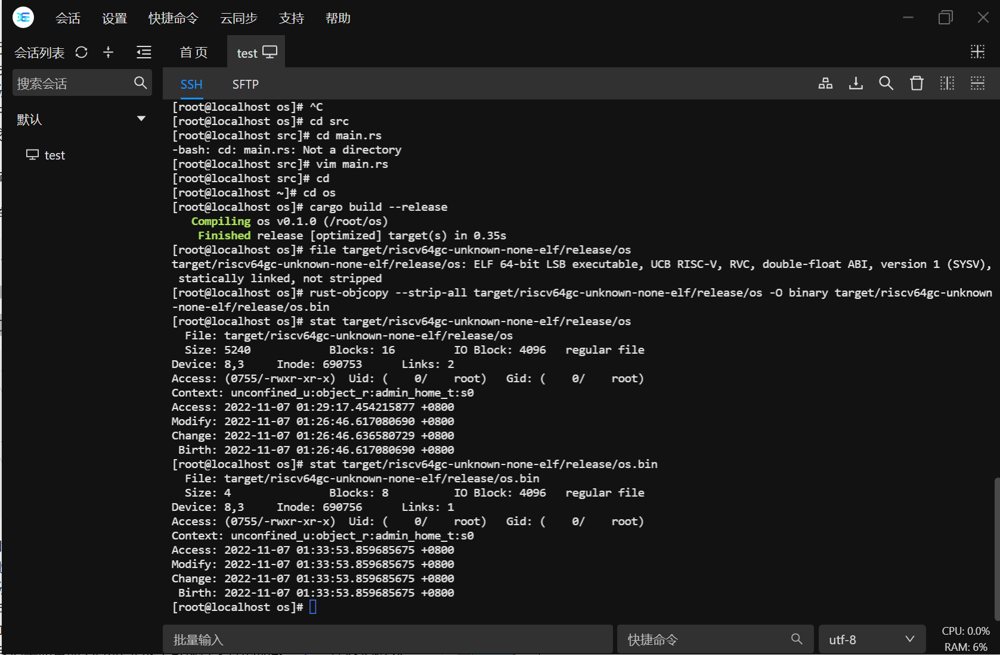 会话 设置 快捷命令 云同步 支持 帮助
会话列表 首页 test
搜索会话 SSH SFTP
默认
test
[root@localhost os]# ^C
[root@localhost os]# cd src
[root@localhost src]# cd main.rs
-bash: cd: main.rs: Not a directory
[root@localhost src]# vim main.rs
[root@localhost src]# cd
[root@localhost ~]# cd os
[root@localhost os]# cargo build --release
   Compiling os v0.1.0 (/root/os)
    Finished release [optimized] target(s) in 0.35s
[root@localhost os]# file target/riscv64gc-unknown-none-elf/release/os
target/riscv64gc-unknown-none-elf/release/os: ELF 64-bit LSB executable, UCB RISC-V, RVC, double-float ABI, version 1 (SYSV),
 statically linked, not stripped
[root@localhost os]# rust-objcopy --strip-all target/riscv64gc-unknown-none-elf/release/os -O binary target/riscv64gc-unknown
-none-elf/release/os.bin
[root@localhost os]# stat target/riscv64gc-unknown-none-elf/release/os
  File: target/riscv64gc-unknown-none-elf/release/os
  Size: 5240            Blocks: 16         IO Block: 4096   regular file
Device: 8,3     Inode: 690753      Links: 2
Access: (0755/-rwxr-xr-x)  Uid: (    0/    root)   Gid: (    0/    root)
Context: unconfined_u:object_r:admin_home_t:s0
Access: 2022-11-07 01:29:17.454215877 +0800
Modify: 2022-11-07 01:26:46.617080690 +0800
Change: 2022-11-07 01:26:46.636580729 +0800
 Birth: 2022-11-07 01:26:46.617080690 +0800
[root@localhost os]# stat target/riscv64gc-unknown-none-elf/release/os.bin
  File: target/riscv64gc-unknown-none-elf/release/os.bin
  Size: 4               Blocks: 8          IO Block: 4096   regular file
Device: 8,3     Inode: 690756      Links: 1
Access: (0755/-rwxr-xr-x)  Uid: (    0/    root)   Gid: (    0/    root)
Context: unconfined_u:object_r:admin_home_t:s0
Access: 2022-11-07 01:33:53.859685675 +0800
Modify: 2022-11-07 01:33:53.859685675 +0800
Change: 2022-11-07 01:33:53.859685675 +0800
 Birth: 2022-11-07 01:33:53.859685675 +0800
[root@localhost os]#
批量输入 快捷命令 utf-8 CPU: 0.0%
RAM: 6%